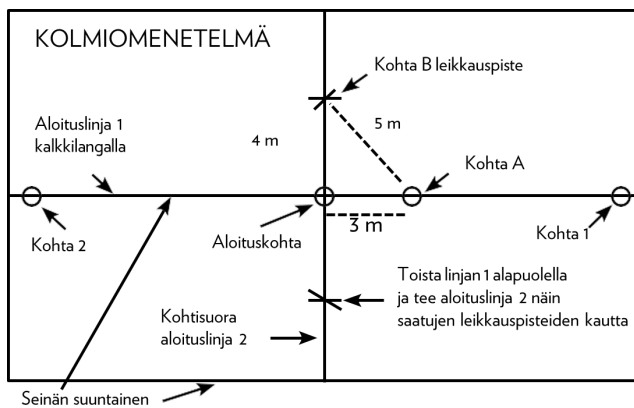 KOLMIOMENETELMÄ
Kohta B leikkauspiste
Aloituslinja 1
kalkkilangalla
4 m
5 m
Kohta A
Kohta 2
Aloituskohta
3 m
Kohta 1
Toista linjan 1 alapuolella
ja tee aloituslinja 2 näin
saatujen leikkauspisteiden kautta
Kohtisuora
aloituslinja 2
Seinän suuntainen